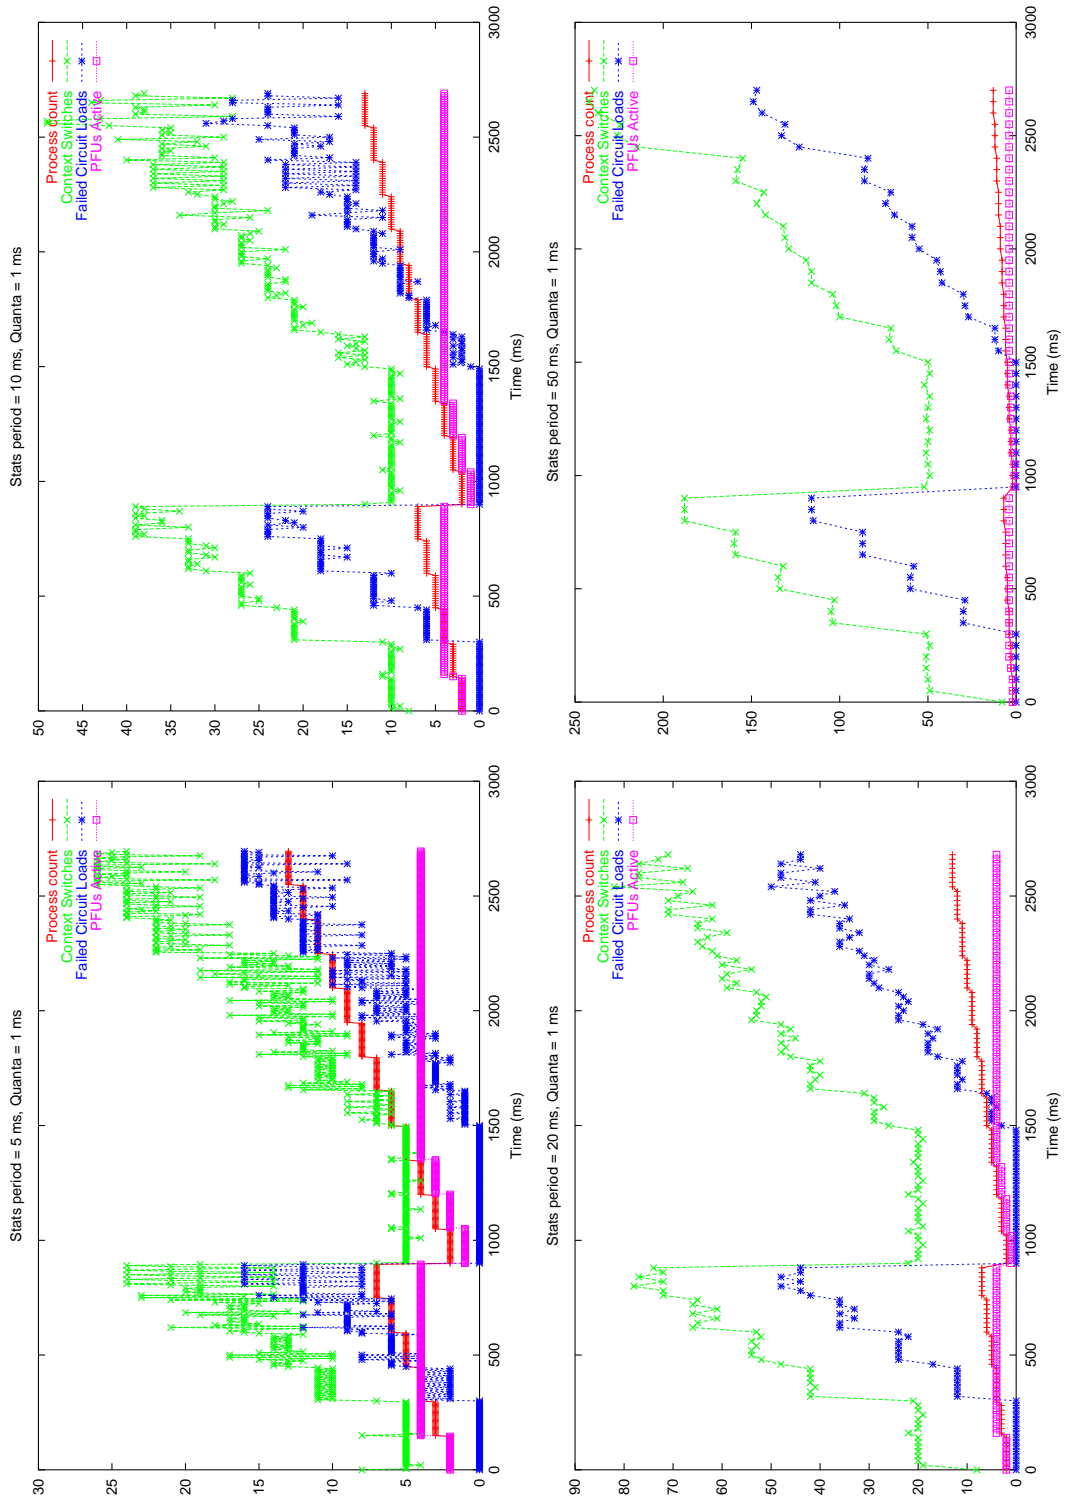 Stats period = 5 ms, Quanta = 1 ms
30
25
20
15
10
5
0
Process count
Context Switches
Failed Circuit Loads
PFUs Active
0 500 1000 1500 2000 2500 3000
Time (ms)
Stats period = 10 ms, Quanta = 1 ms
50
45
40
35
30
25
20
15
10
5
0
Process count
Context Switches
Failed Circuit Loads
PFUs Active
0 500 1000 1500 2000 2500 3000
Time (ms)
Stats period = 20 ms, Quanta = 1 ms
90
80
70
60
50
40
30
20
10
0
Process count
Context Switches
Failed Circuit Loads
PFUs Active
0 500 1000 1500 2000 2500 3000
Time (ms)
Stats period = 50 ms, Quanta = 1 ms
250
200
150
100
50
0
Process count
Context Switches
Failed Circuit Loads
PFUs Active
0 500 1000 1500 2000 2500 3000
Time (ms)